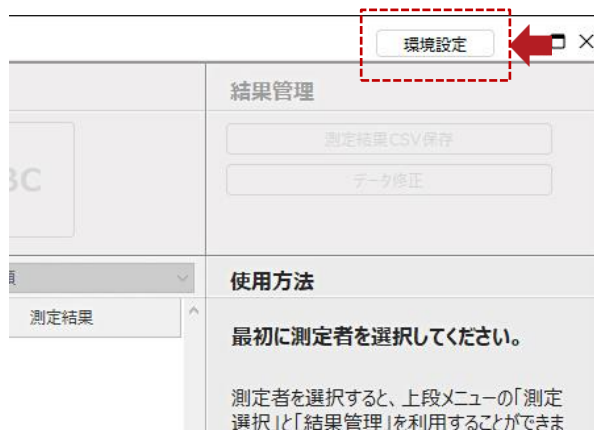 環境設定
結果管理
測定結果CSV保存
データ修正
BC
使用方法
測定結果
最初に測定者を選択してください。
測定者を選択すると、上段メニューの「測定
選択」と「結果管理」を利用することができま